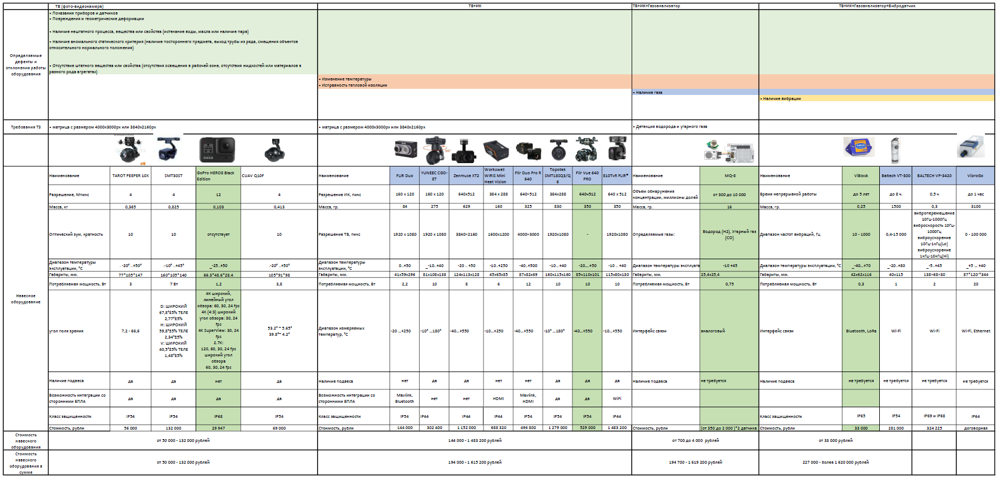 ТВ (фото-видеокамера)
ТВ+ИК
ТВ+ИК+Газоанализатор
ТВ+ИК+Газоанализатор+Вибродатчик
Определяемые
дефекты и
отклонения работы
оборудования
• Показания приборов и датчиков
• Повреждения и геометрические деформации
• Наличие нештатного процесса, вещества или свойства (истекание воды, масла или наличие пара)
• Наличие аномального статического критерия (наличие постороннего предмета, выход трубы из ряда, смещения объектов
относительного нормального положения)
• Отсутствие штатного вещества или свойства (отсутствия освещения в рабочей зоне, отсутствия жидкостей или материалов в
разного рода агрегатах)
• Изменение температуры
• Исправность тепловой изоляции
• Наличие газа
• Наличие вибрации
Требования ТЗ
• матрица с размером 4000x3000px или 3840x2160px
• матрица с размером 4000x3000px или 3840x2160px
• Детекция водорода и угарного газа
Навесное
оборудование
Наименование
TAROT PEEPER 10X
SMT30ST
GoPro HERO8 Black
Edition
CUAV Q10F
Наименование
FLIR Duo
YUNEEC CGO-
ET
Zenmuse XT2
Workswell
WIRIS Mini
Heat Vision
Flir Duo Pro R
640
Topotek
SMT18SQ3/Q
6
Flir Vue 640
PRO
E10TvR FLIR®
Наименование
MQ-8
Наименование
ViBlock
Baltech VT-300
BALTECH VP-3420
VibroGo
Разрешение, Мпикс
4
4
12
4
Разрешение ИК, пикс
160 x 120
160 x 120
640x512
384 x 288
640×512
384x288
640ч512
640 x 512
Объем обнаружения
концентрации, миллионы долей
от 300 до 10 000
Время непрерывной работы
до 5 лет
до 8 ч.
0,5 ч
до 1 час
Масса, кг
0,365
0,825
0,103
0,413
Масса, гр.
84
275
629
160
325
830
350
350
Масса, гр.
16
Масса, гр.
0,25
1500
0,3
3100
Оптический зум, кратность
10
10
отсутствует
10
Разрешение ТВ, пикс
1920 x 1080
1920 x 1080
3840×2160
1600x1200
4000×3000
1920x1080
-
1920x1080
Определяемые газы:
Водород (H2), Угарный газ
(CO)
Диапазон частот вибраций, Гц
10 - 1000
0,4-15 000
виброперемещение
10Гц-1000Гц
виброскорость 10Гц-
1000Гц
виброускорение
10Гц-1кГц(Lo)
виброускорение
1кГц-10кГц(Hi)
0-
100 000
Диапазон температуры
эксплуатации, °C
. -20° ..+50°
.-10° ..+45°
_-25..+50
-20° ..+50°
Диапазон температуры
эксплуатации, °C
0..+50
_-10..+40
-20 .. +50
-10..+250
-40..+500
-10...+40
-20....+50
-10 .. +40
Диапазон температуры эксплуата
-10 +45
Диапазон температуры эксплуатации, °C
_-40...+70
_-20..+80
_-5..+45
_+5 ... +40
Габариты, мм.
77*105*147
160*105*140
66.3*48.6*28.4
105*91*98
Габариты, мм.
41x59x296
81x108x138
124x113x128
45x65x85
87x82x69
160x115x160
85ч110x101
115x80x130
Габариты, мм.
25,4x25,4
Габариты, мм.
42x62x116
40x115
138×68×30
87*120'*344
Потребляемая мощность, Вт
3
7 Вт
1,2
3,8
Потребляемая мощность, Вт
2,2
10
8
6
12
10
10
10
Потребляемая мощность, Вт
0,75
Потребляемая мощность, Вт
0,3
1
2
20
угол поля зрения
7,2 - 66,6
D: ШИРОКИЙ
67,8°±5% ТЕЛЕ
2,77°±5%
H: ШИРОКИЙ
59,8°±5% ТЕЛЕ
2,34°±5%
V: ШИРОКИЙ
40,5°±5% ТЕЛЕ
1,48°±5%
4K широкий,
линейный угол
обзора: 60, 30, 24 fps
4K (4:3) широкий
угол обзора: 30, 24
fps
4K SuperView: 30, 24
fps
2.7K:
120, 60, 30, 24 fps
широкий угол
обзора
60, 30, 24 fps
53.2° ~ 5.65°
39.8°~ 4.2°
Диапазон измеряемых
температур, °C
-20 ...+250
-10° ...180°
-40...+550
-10...+250
-40...+550
-10° ...180°
-40...+550
-10...+550
Интерфейс связи
аналоговый
Интерфейс связи
Bluetooth, LoRa
Wi-Fi
Wi-Fi
Wi-Fi, Ethernet
Наличие подвеса
да
да
нет
да
Наличие подвеса
нет
да
да
нет
нет
да
да
да
Наличие подвеса
не требуется
Наличие подвеса
не требуется
не требуется
не требуется
не требуется
Возможность интеграции со
сторонними БПЛА
да
да
да
да
Возможность интеграции со
сторонними БПЛА
Mavlink,
Bluetooth
нет
нет
HDMI
Mavlink,
HDMI
да
да
WiFi
Класс защищенности
IP54
IP54
IP68
IP54
Класс защищенности
IP54
IP44
IP44
IP44
IP54
IP54
IP54
IP44
Класс защищенности
IP65
IP54
IP69 и IP68
IP64
Стоимость, рубли
56 000
132 000
29 947
69 000
Стоимость, рубли
144 000
302 400
1 152 000
688 320
496 800
1 279 000
529 000
1 483 200
Стоимость, рубли
(от 350 до 2 000 )*2 датчика
Стоимость, рубли
33 000
281 000
324 225
договорная
Стоимость
навесного
оборудования
от 50 000 - 132 000 рублей
144 000 - 1 483 200 рублей
от 700 до 4 000 рублей
от 33 000 рублей
Стоимость
навесного
оборудования в
сумме
от 50 000 - 132 000 рублей
194 000 - 1 615 200 рублей
194 700 - 1 619 200 рублей
227 000 - более 1 620 000 рублей